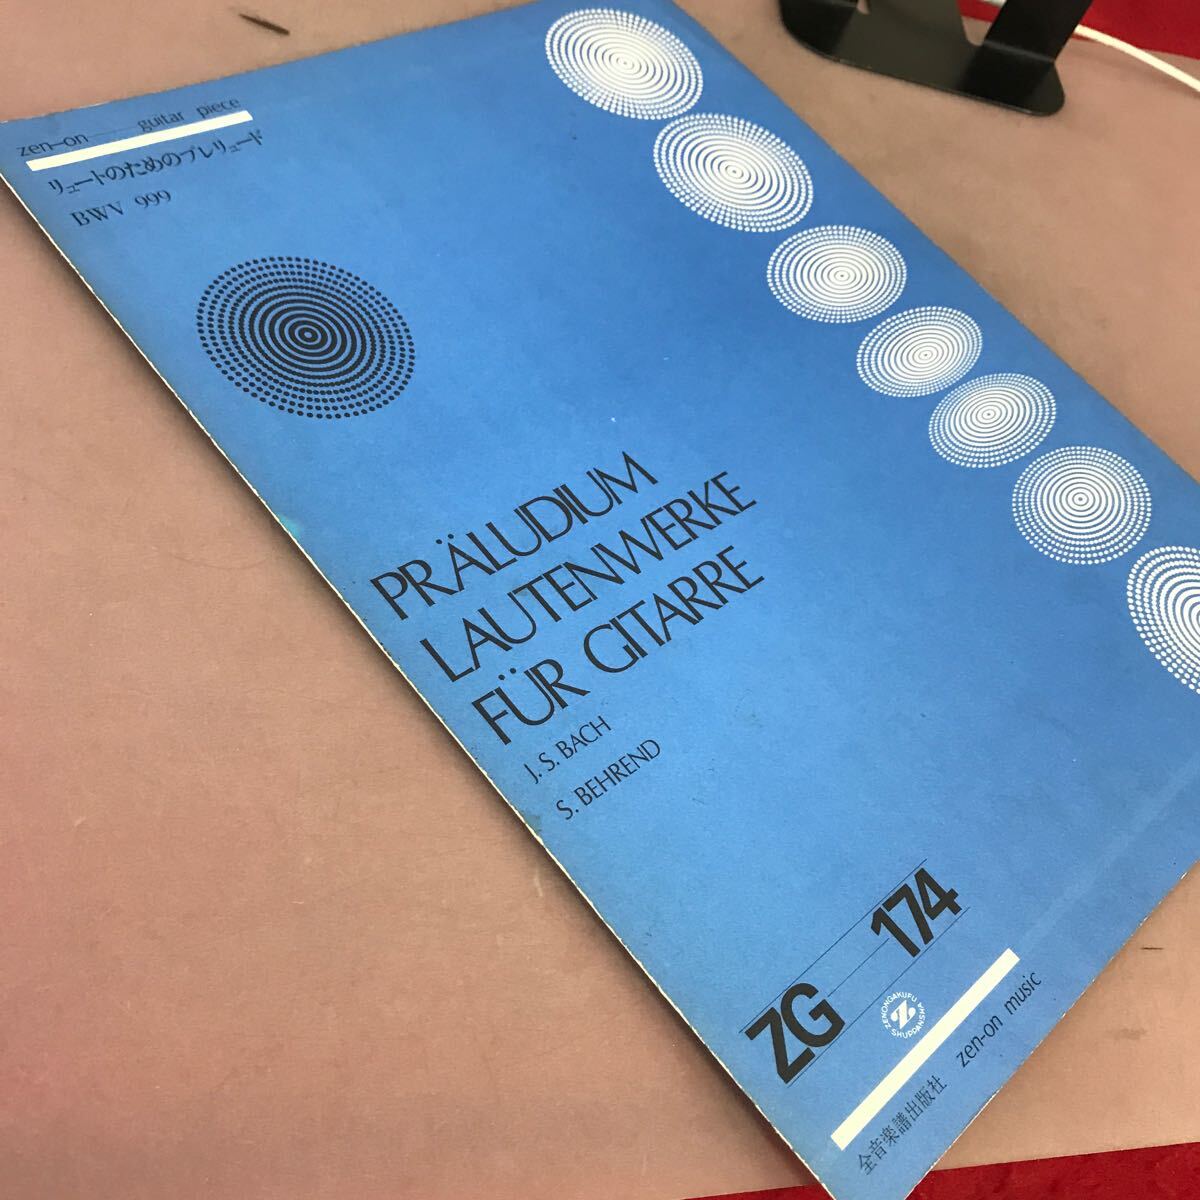 zen-on guitar piece
リュートのためのプレリュード
BWV 999
PRÄLUDIUM
LAUTENWERKE
FÜR GITARRE
J. S. BACH
S. BEHREND
ZG 174
ZENONGAKUFU
Z
SHUPPANSHA
全音楽譜出版社 zen-on music